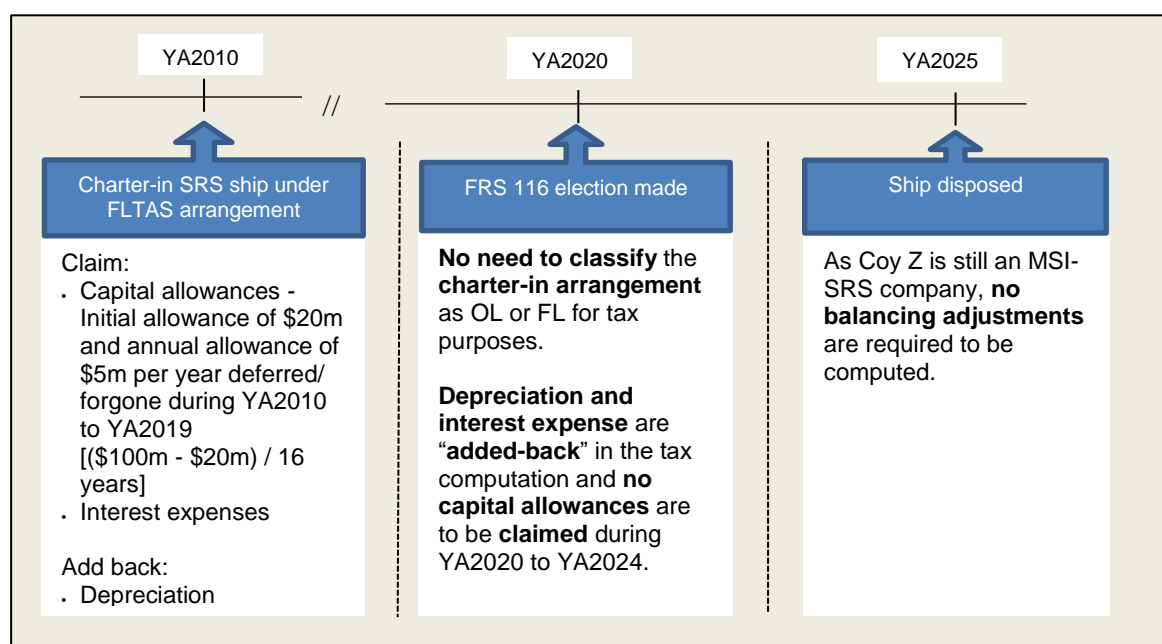 YA2010
YA2020
YA2025
//
Charter-in SRS ship under
FLTAS arrangement
FRS 116 election made
Ship disposed
Claim:
• Capital allowances -
Initial allowance of $20m
and annual allowance of
$5m per year deferred/
forgone during YA2010
to YA2019
[($100m - $20m) / 16
years]
• Interest expenses
Add back:
• Depreciation
No need to classify the
charter-in arrangement
as OL or FL for tax
purposes.
Depreciation and
interest expense are
“added-back” in the tax
computation and no
capital allowances are
to be claimed during
YA2020 to YA2024.
As Coy Z is still an MSI-
SRS company, no
balancing adjustments
are required to be
computed.